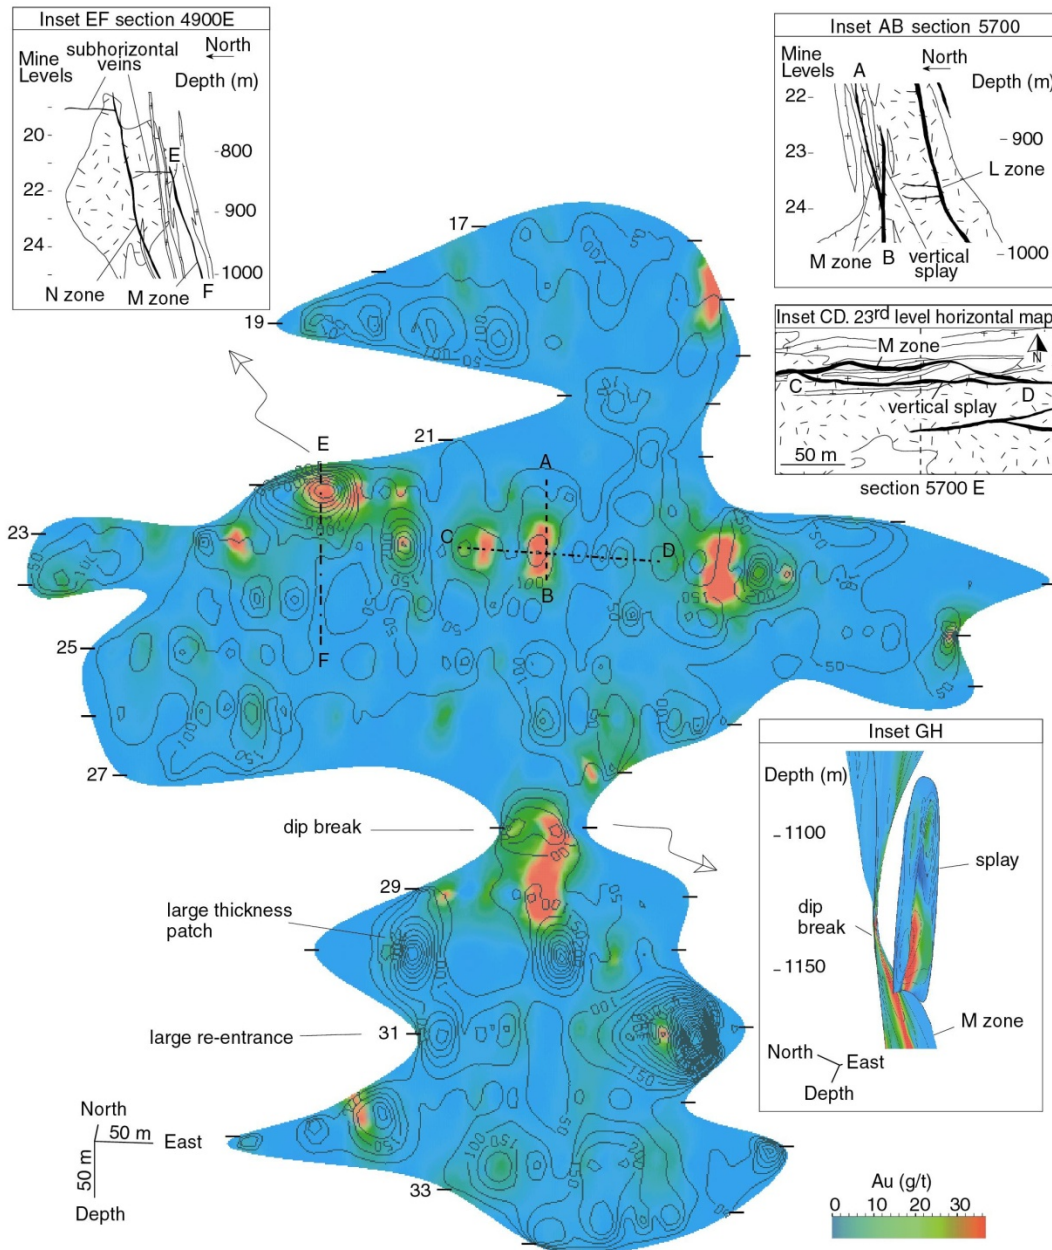 Inset EF section 4900E
subhorizontal
veins
North
Mine
Levels
Depth (m)
20
22
24
E
800
900
1000
N zone
M zone
F
Inset AB section 5700
Mine
Levels
A
North
Depth (m)
22
23
24
900
1000
L zone
M zone
B
vertical
splay
Inset CD. 23rd level horizontal map
M zone
N
C
D
vertical splay
50 m
section 5700 E
17
19
21
E
A
23
C
D
B
25
F
27
dip break
29
large thickness
patch
large re-entrance
31
33
100
150
50
Inset GH
Depth (m)
1100
splay
dip
break
1150
M zone
North
East
Depth
North
50 m
East
50 m
Depth
Au (g/t)
0
10
20
30